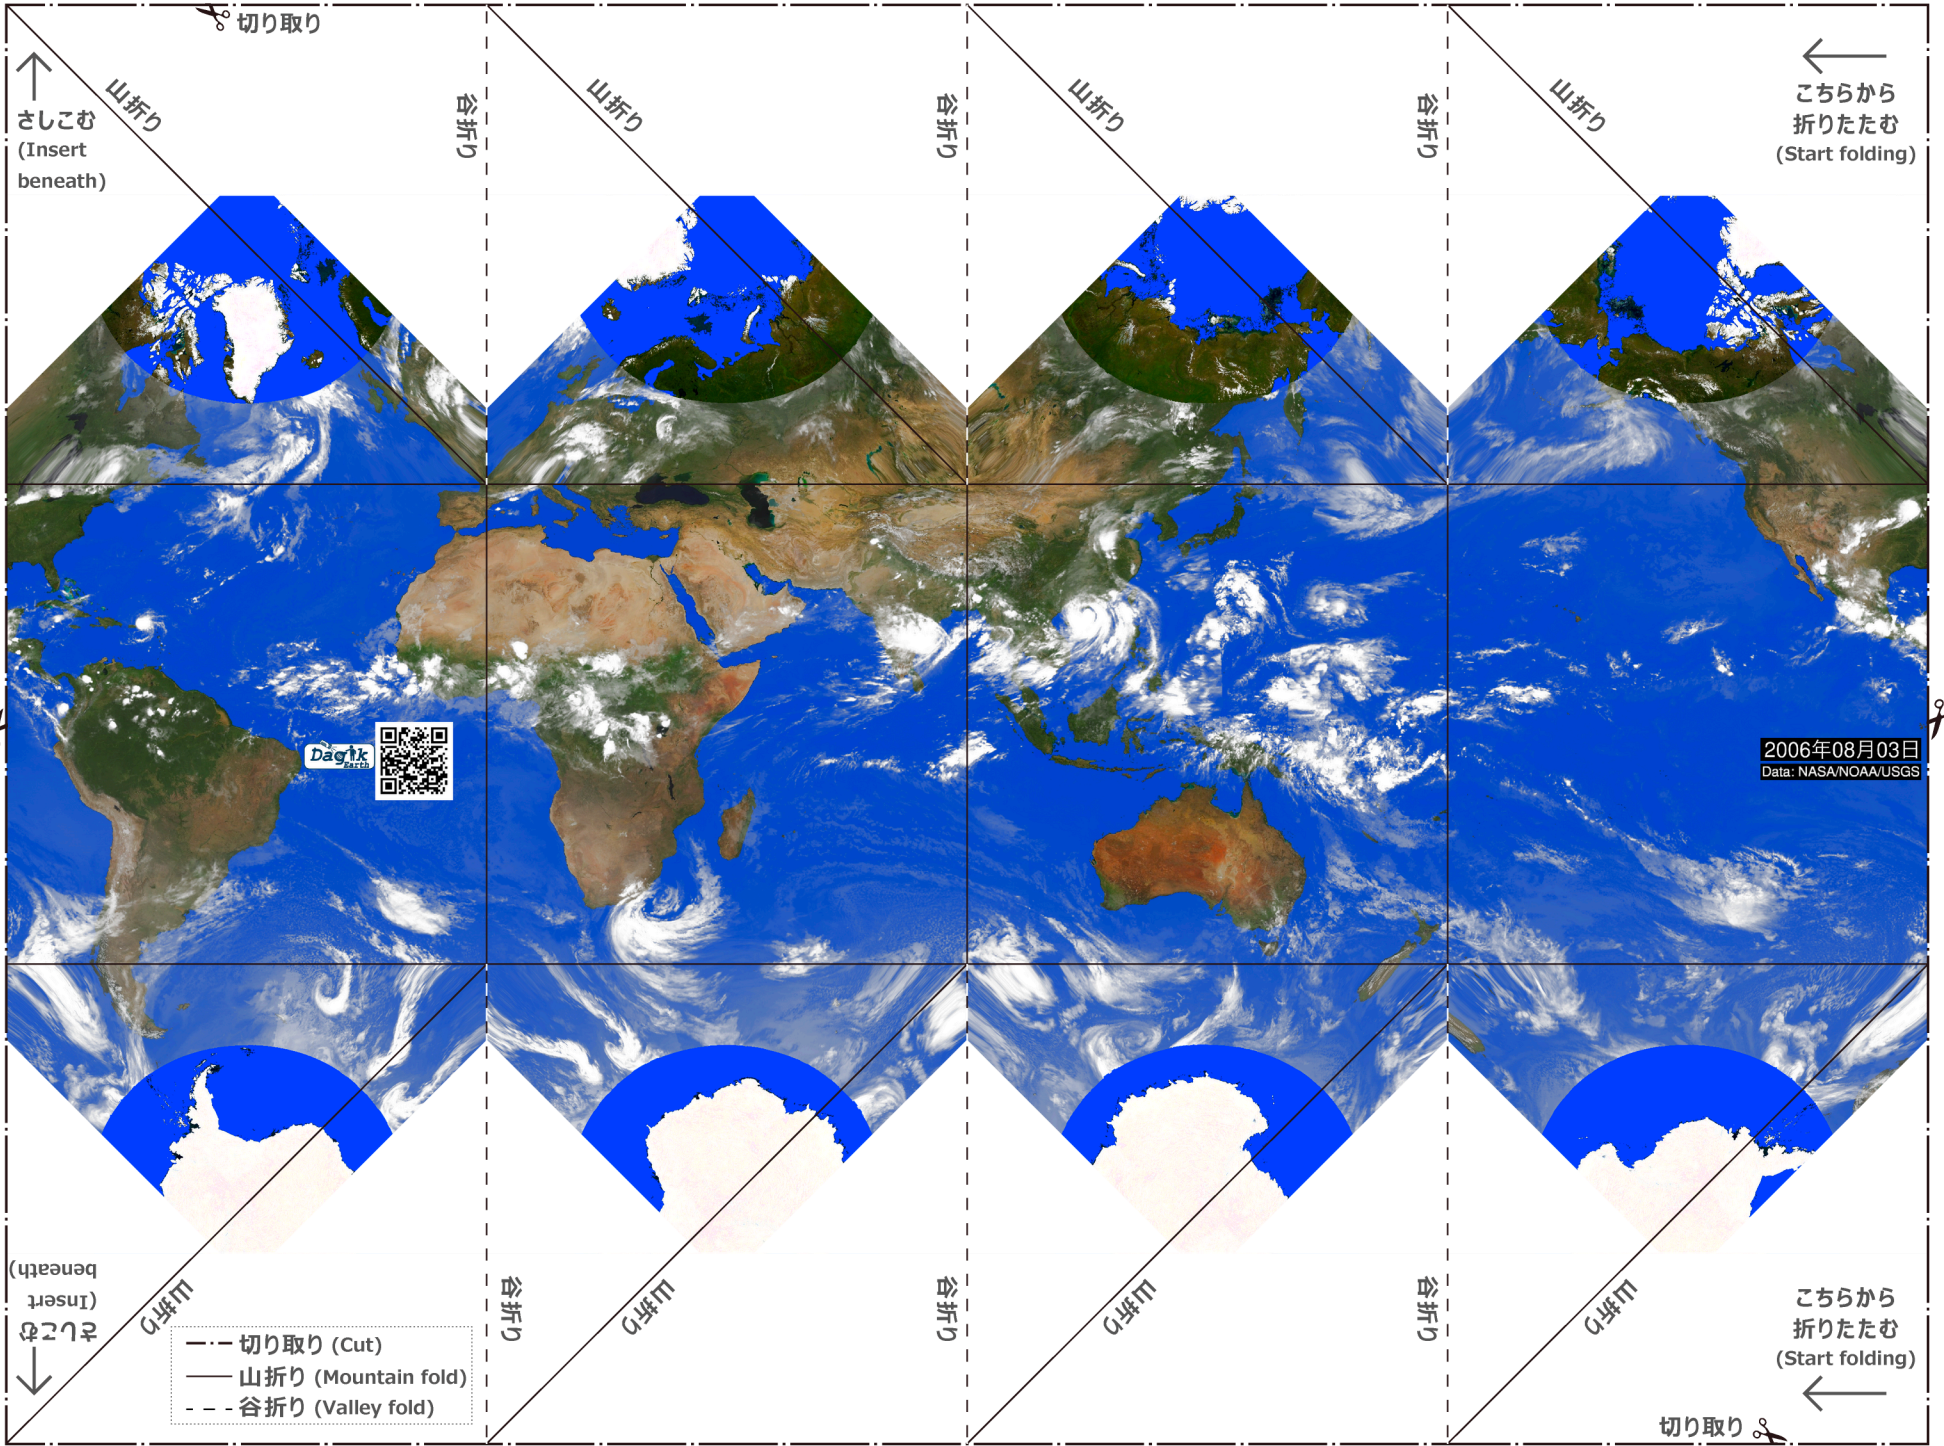 切り取り
さしこむ
(Insert
beneath)
山折り
谷折り
山折り
谷折り
山折り
谷折り
山折り
こちらから
折りたたむ
(Start folding)
Dagik
Earth
2006年08月03日
Data: NASA/NOAA/USGS
さしこむ
(Insert
beneath)
山折り
谷折り
山折り
谷折り
山折り
谷折り
山折り
こちらから
折りたたむ
(Start folding)
切り取り (Cut)
山折り (Mountain fold)
谷折り (Valley fold)
切り取り